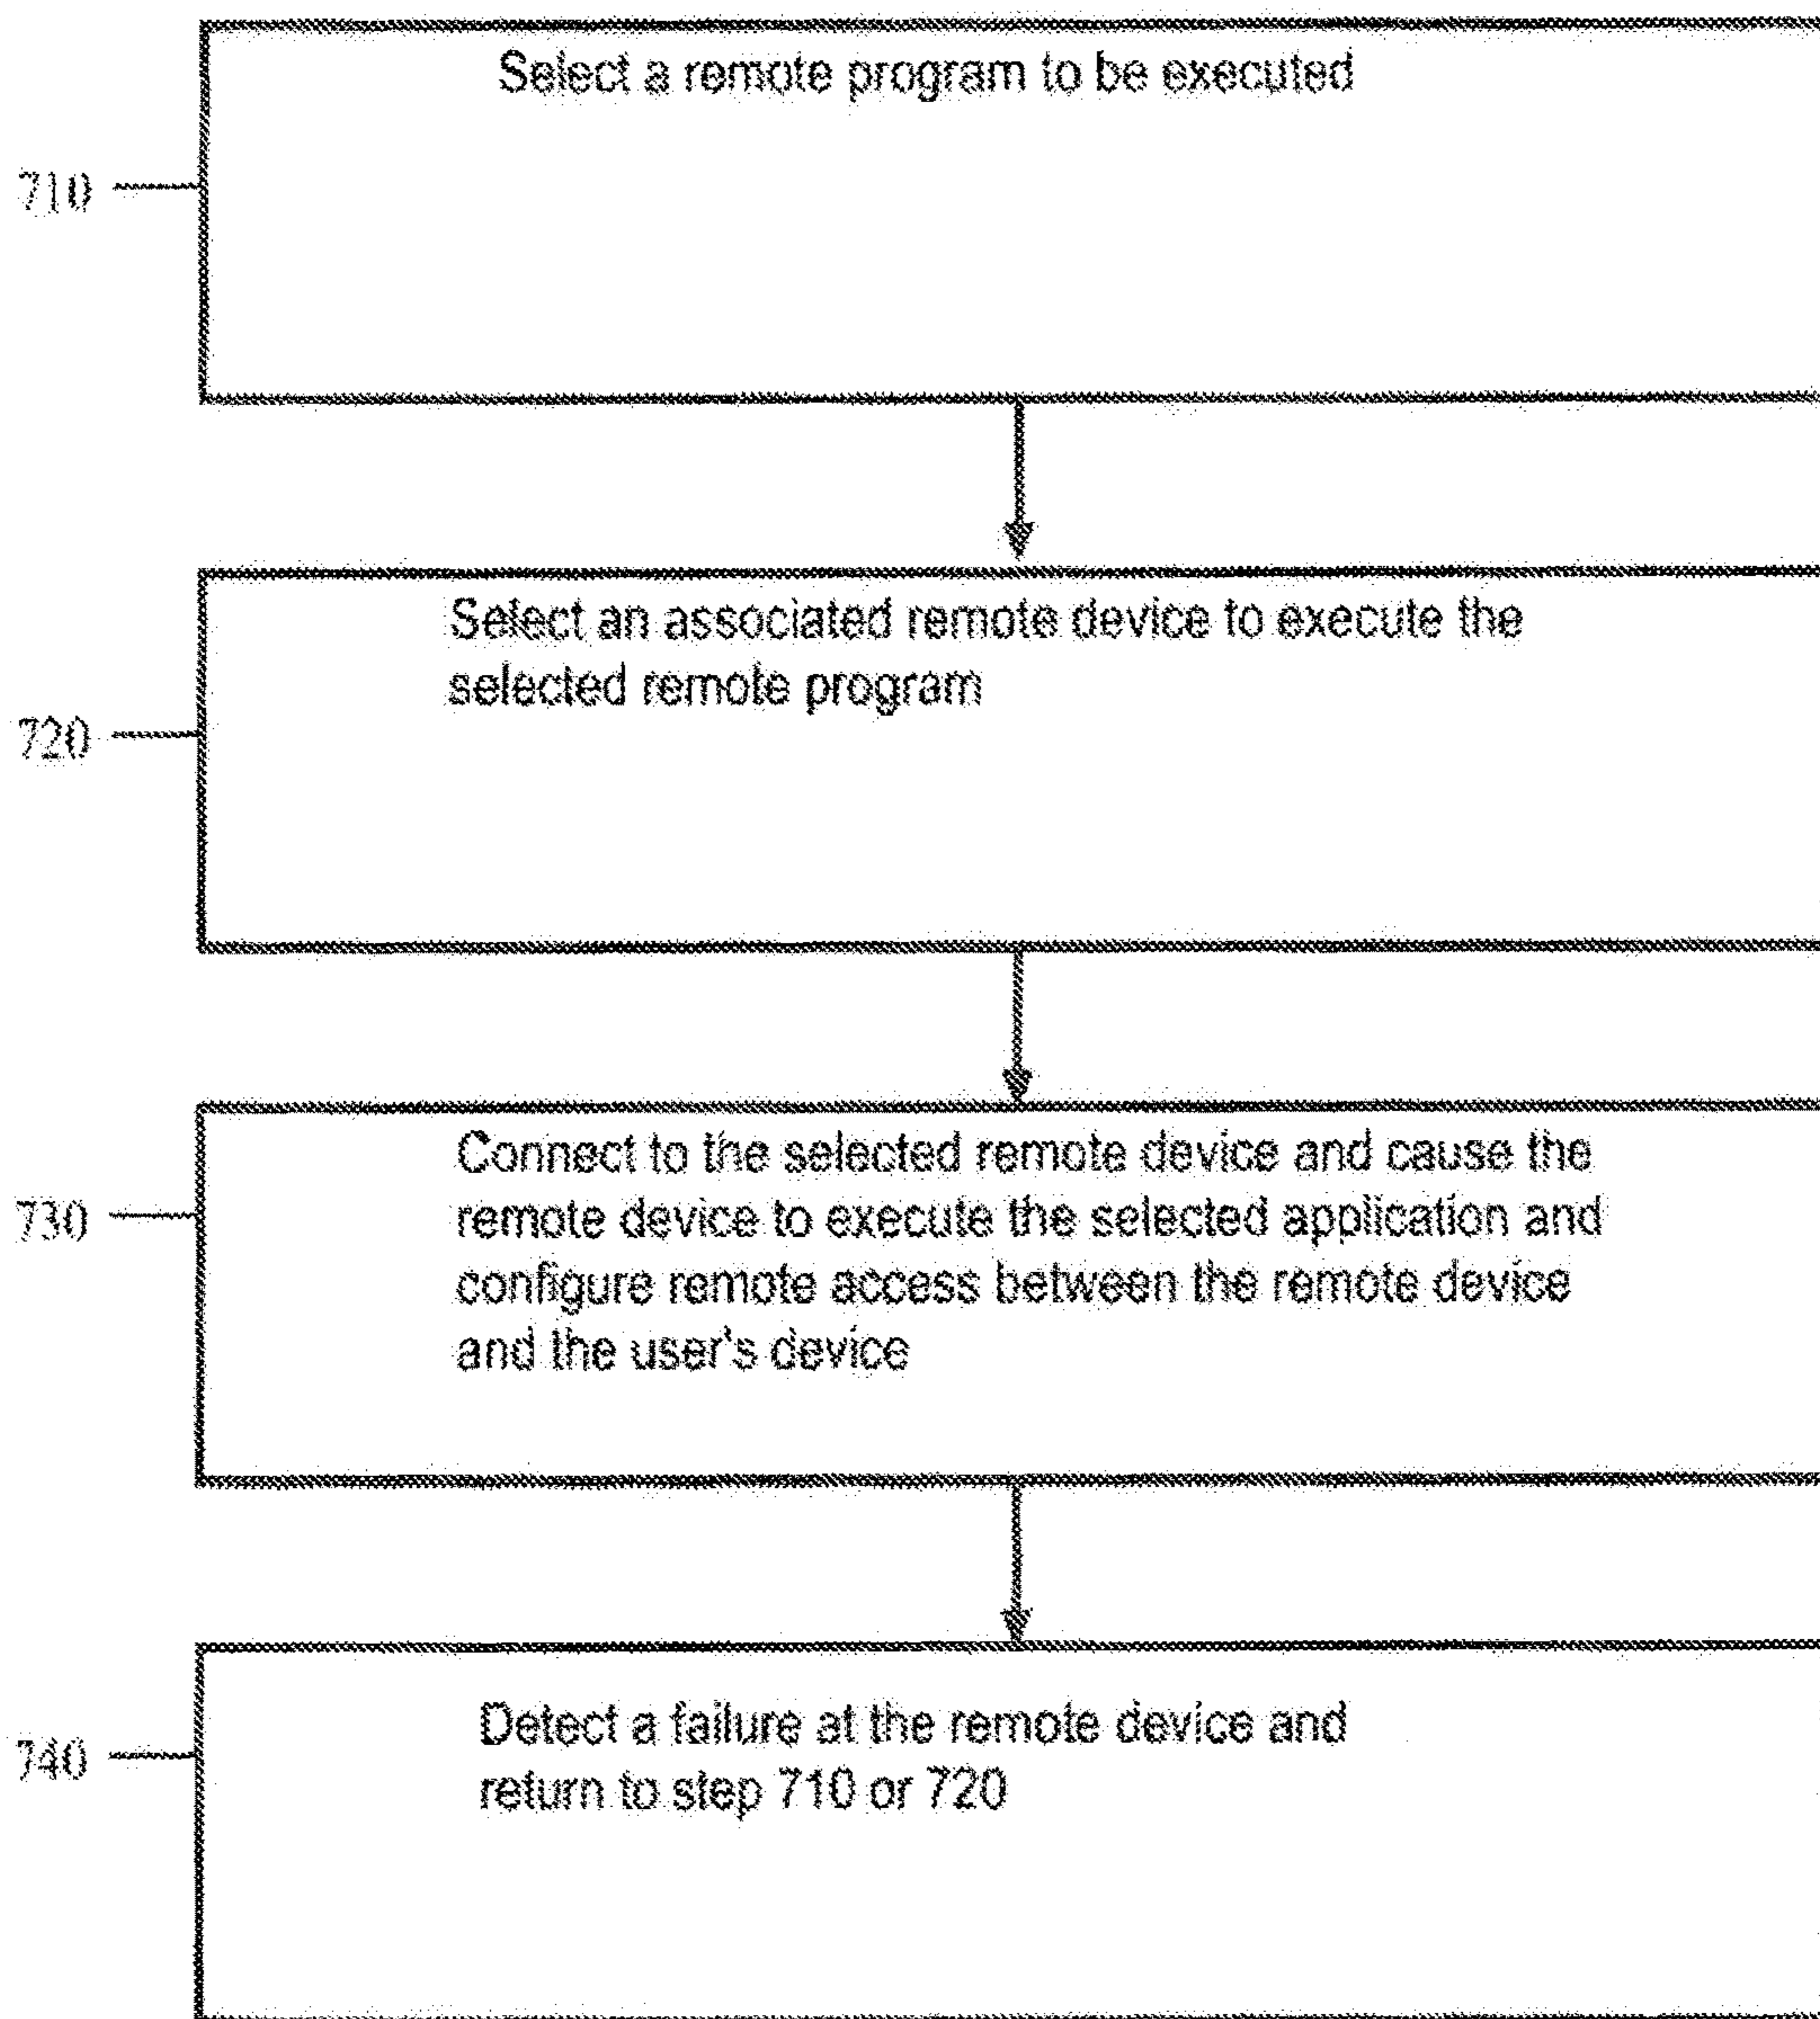 Select a remote program to be executed
710
Select an associated remote device to execute the
selected remote program
720
Connect to the selected remote device and cause the
remote device to execute the selected application and
configure remote access between the remote device
and the user's device
730
Detect a failure at the remote device and
return to step 710 or 720
740